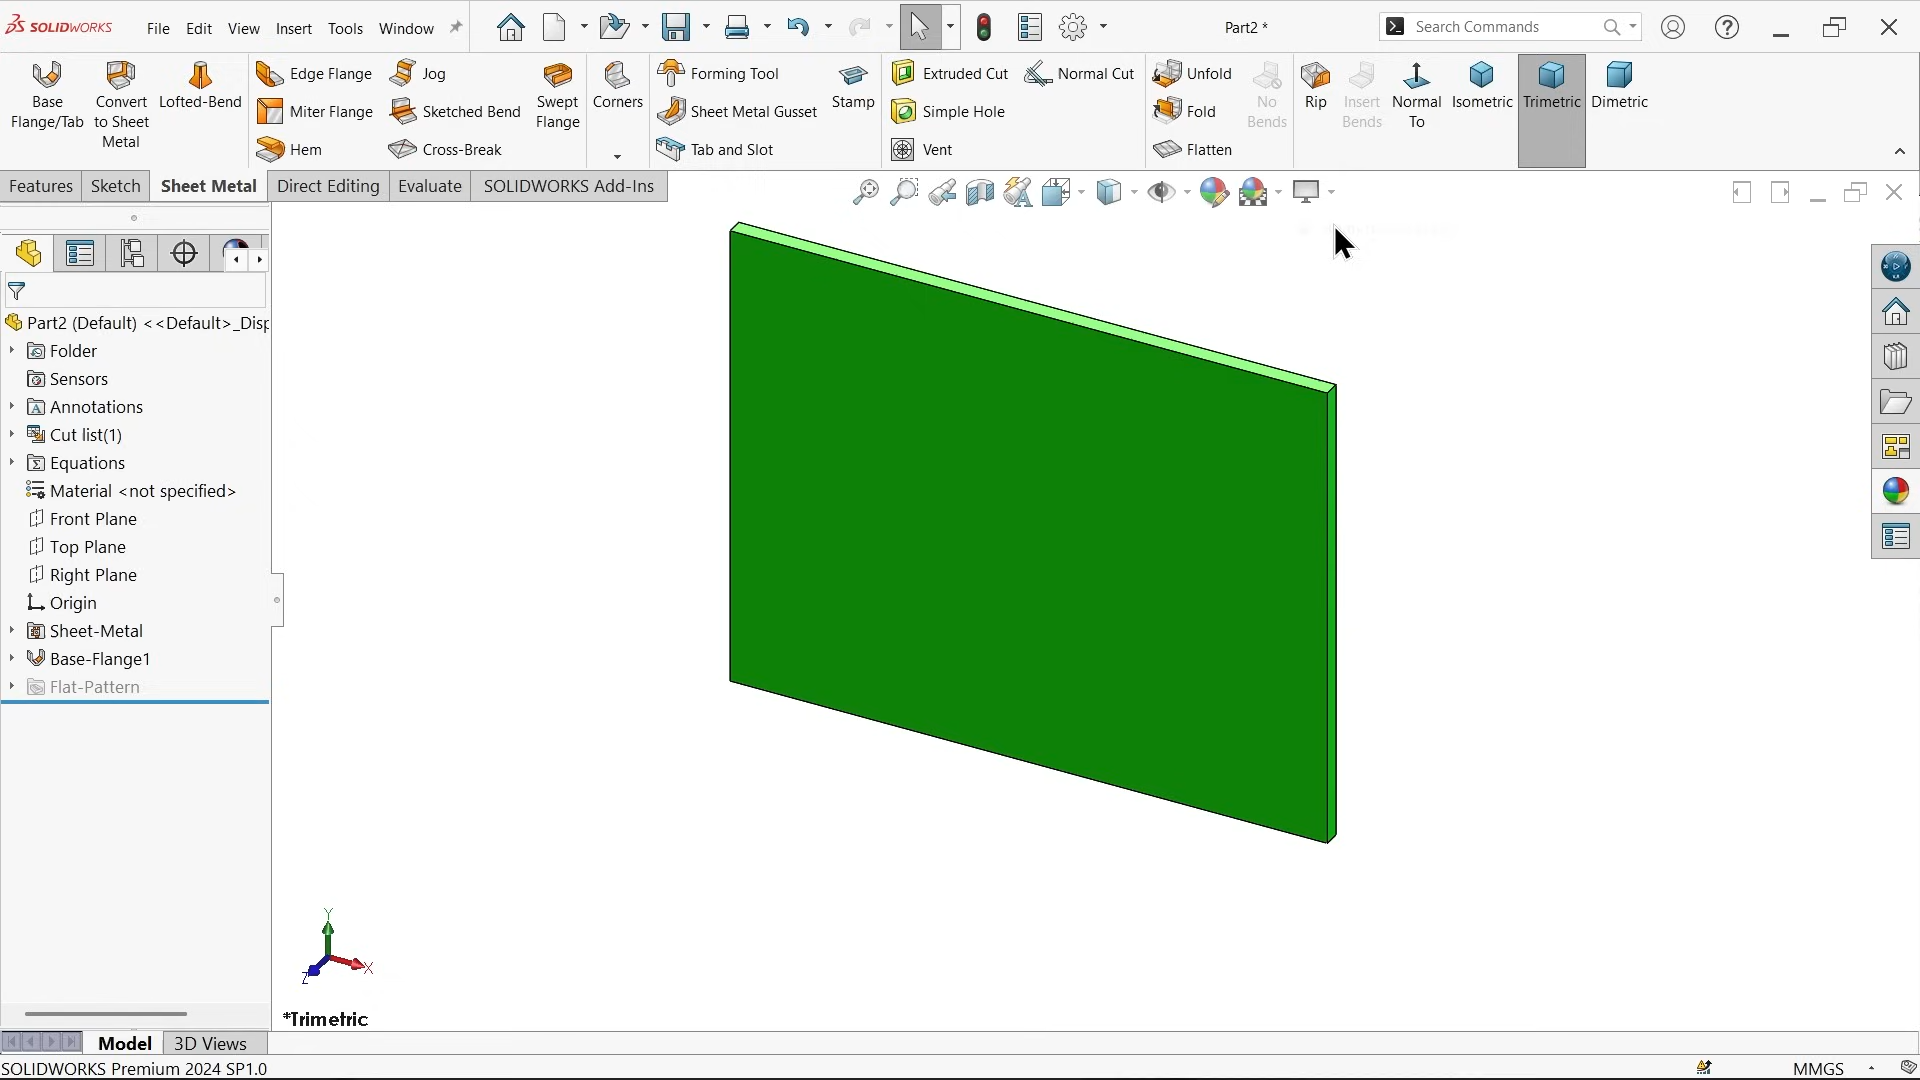 SOLIDWORKS File Edit View Insert Tools Window Part2 * Search Commands
Base Flange/Tab
Convert to Sheet Metal
Lofted-Bend
Edge Flange
Miter Flange
Hem
Jog
Sketched Bend
Cross-Break
Swept Flange
Corners
Forming Tool
Sheet Metal Gusset
Tab and Slot
Stamp
Extruded Cut
Simple Hole
Vent
Normal Cut
Unfold
Fold
Flatten
No Bends
Rip
Insert Bends
Normal To
Isometric
Trimetric
Dimetric
Features Sketch Sheet Metal Direct Editing Evaluate SOLIDWORKS Add-Ins
Part2 (Default) <<Default>_Disp
Folder
Sensors
Annotations
Cut list(1)
Equations
Material <not specified>
Front Plane
Top Plane
Right Plane
Origin
Sheet-Metal
Base-Flange1
Flat-Pattern
Y
X
Z
*Trimetric
Model 3D Views
SOLIDWORKS Premium 2024 SP1.0 MMGS